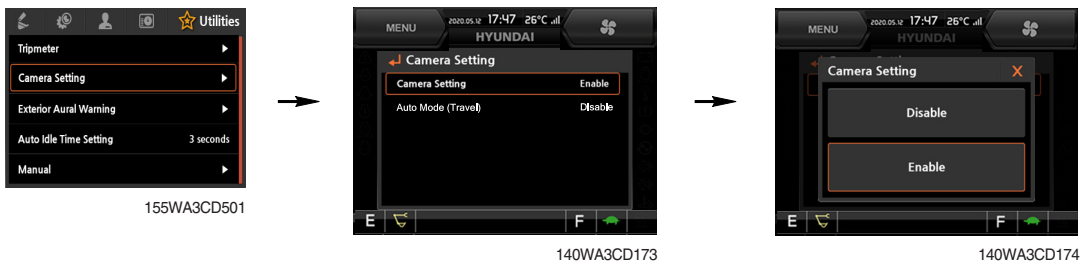 Utilities
Tripmeter
Camera Setting
Exterior Aural Warning
Auto Idle Time Setting 3 seconds
Manual
155WA3CD501
MENU 2020.05.12 17:47 26°C
HYUNDAI
Camera Setting
Camera Setting Enable
Auto Mode (Travel) Disable
E F
140WA3CD173
MENU 2020.05.12 17:47 26°C
HYUNDAI
Camera Setting X
Disable
Enable
E F
140WA3CD174